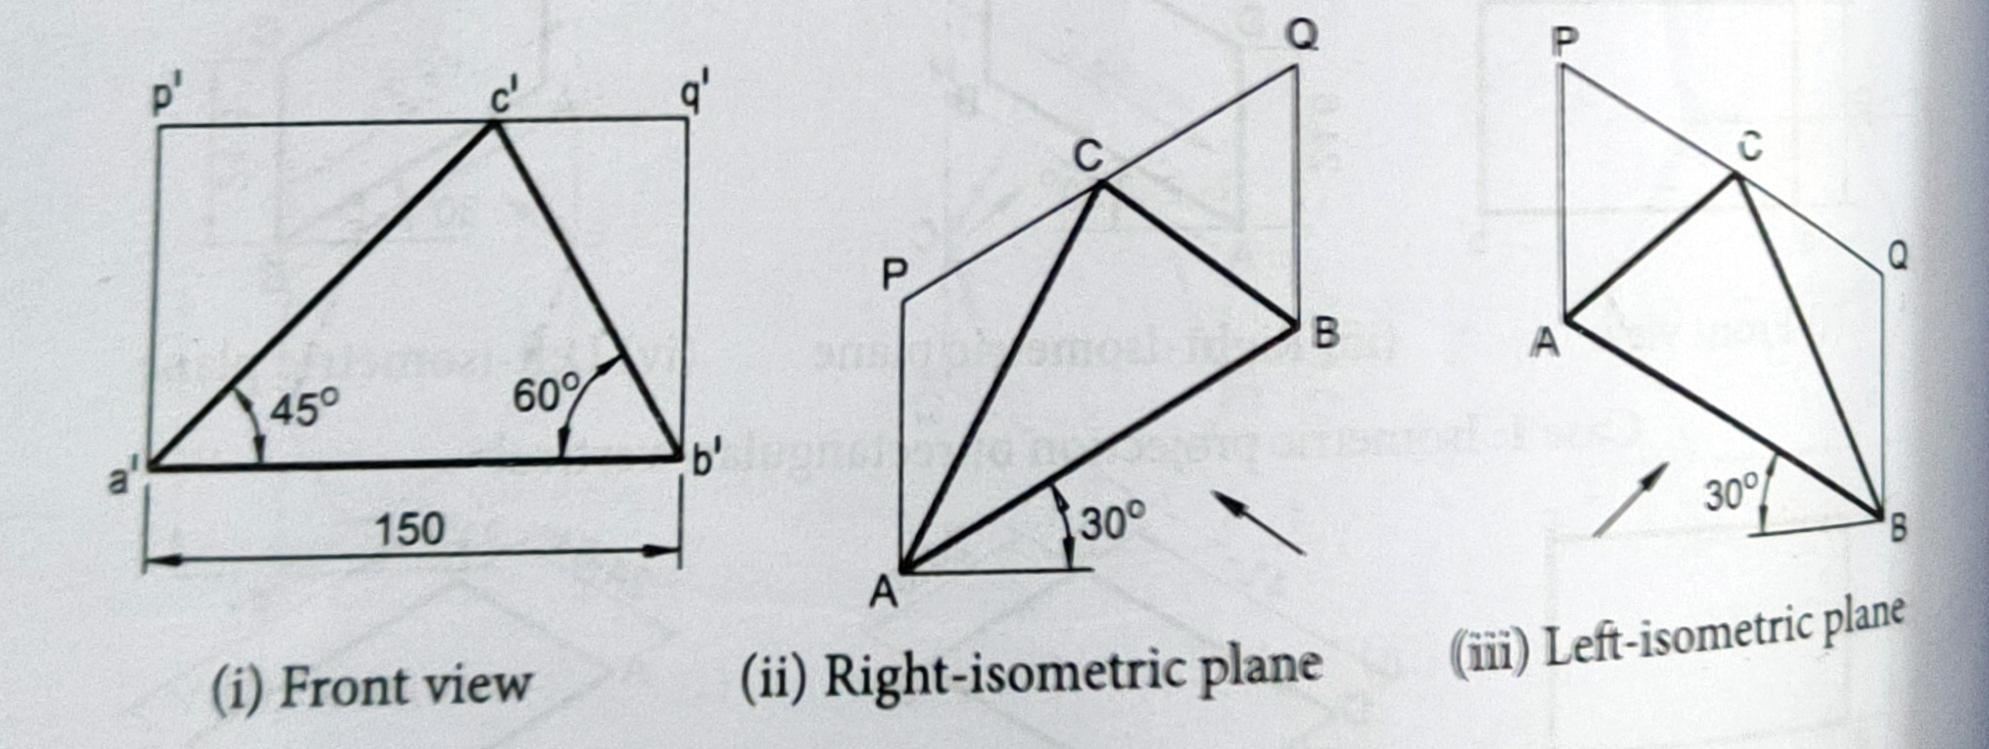 p' c' q'
45° 60°
a' b'
150
(i) Front view
Q
C
P
B
30°
A
(ii) Right-isometric plane
P
C
Q
A
30°
B
(iii) Left-isometric plane